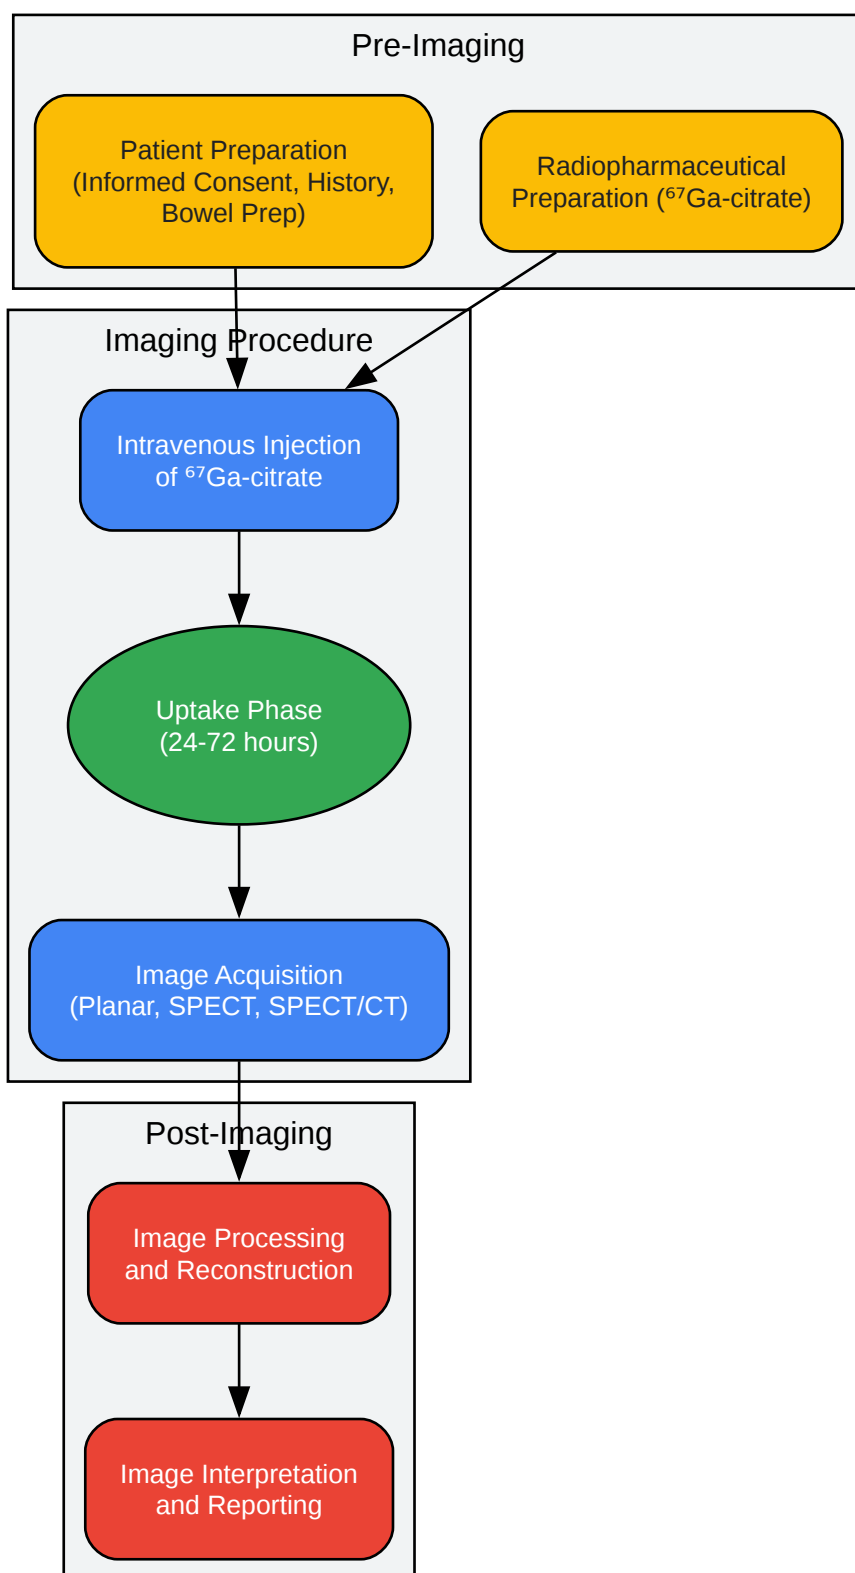 Pre-Imaging
Patient Preparation
(Informed Consent, History,
Bowel Prep)
Radiopharmaceutical
Preparation (⁶⁷Ga-citrate)
Imaging Procedure
Intravenous Injection
of ⁶⁷Ga-citrate
Uptake Phase
(24-72 hours)
Image Acquisition
(Planar, SPECT, SPECT/CT)
Post-Imaging
Image Processing
and Reconstruction
Image Interpretation
and Reporting